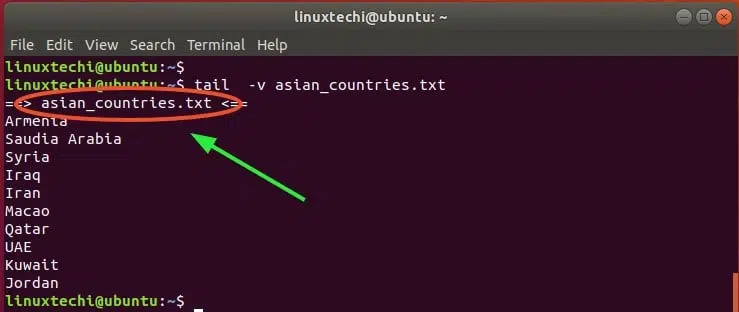 linuxtechi@ubuntu: ~
File Edit View Search Terminal Help
linuxtechi@ubuntu:~$
linuxtechi@ubuntu:~$ tail  -v asian_countries.txt
==> asian_countries.txt <==
Armenia
Saudia Arabia
Syria
Iraq
Iran
Macao
Qatar
UAE
Kuwait
Jordan
linuxtechi@ubuntu:~$